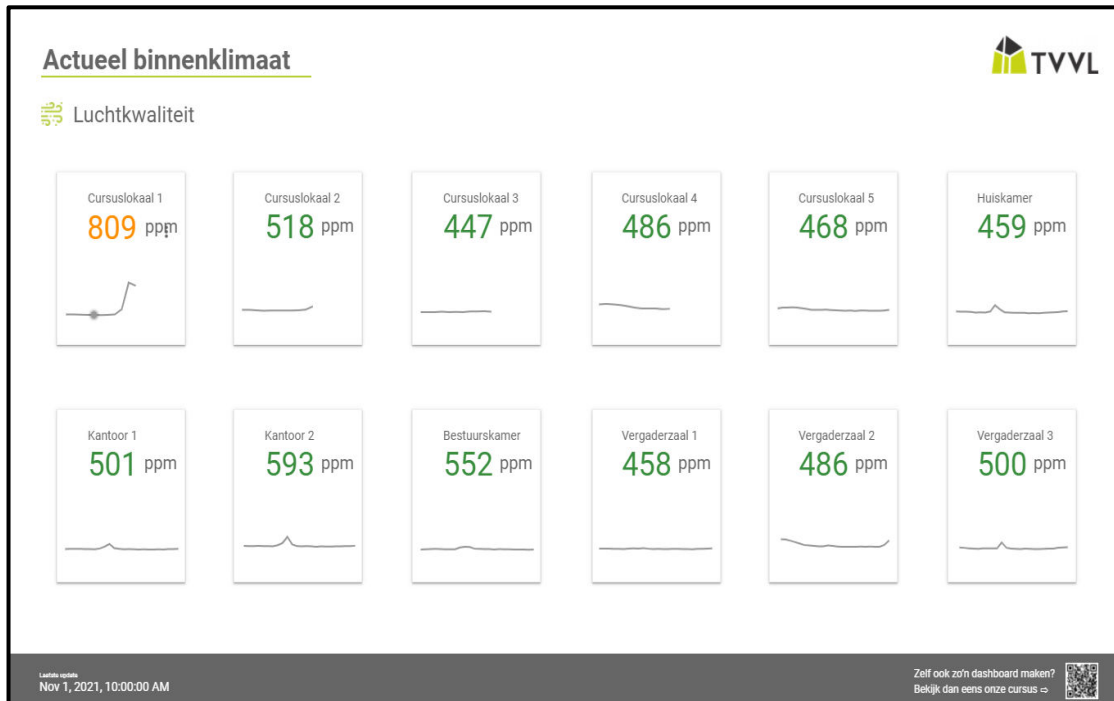 Actueel binnenklimaat
TVVL
Luchtkwaliteit
Cursuslokaal 1
809 ppm
Cursuslokaal 2
518 ppm
Cursuslokaal 3
447 ppm
Cursuslokaal 4
486 ppm
Cursuslokaal 5
468 ppm
Huiskamer
459 ppm
Kantoor 1
501 ppm
Kantoor 2
593 ppm
Bestuurskamer
552 ppm
Vergaderzaal 1
458 ppm
Vergaderzaal 2
486 ppm
Vergaderzaal 3
500 ppm
Laatste update
Nov 1, 2021, 10:00:00 AM
Zelf ook zo'n dashboard maken?
Bekijk dan eens onze cursus ⇨